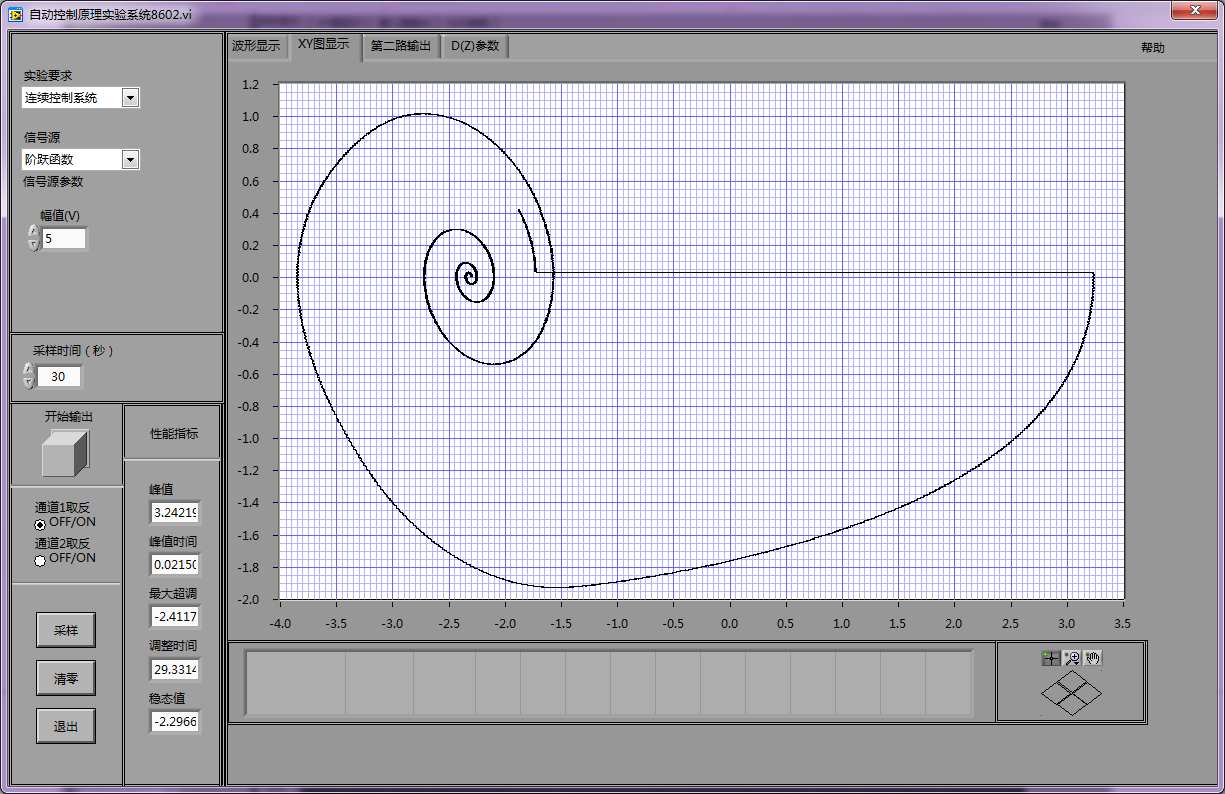 自动控制原理实验系统8602.vi
波形显示 XY图显示 第二路输出 D(Z)参数 帮助
实验要求
连续控制系统
信号源
阶跃函数
信号源参数
幅值(V)
5
采样时间（秒）
30
开始输出
通道1取反
OFF/ON
通道2取反
OFF/ON
采样
清零
退出
性能指标
峰值
3.24219
峰值时间
0.02150
最大超调
-2.4117
调整时间
29.3314
稳态值
-2.2966
1.2
1.0
0.8
0.6
0.4
0.2
0.0
-0.2
-0.4
-0.6
-0.8
-1.0
-1.2
-1.4
-1.6
-1.8
-2.0
-4.0 -3.5 -3.0 -2.5 -2.0 -1.5 -1.0 -0.5 0.0 0.5 1.0 1.5 2.0 2.5 3.0 3.5